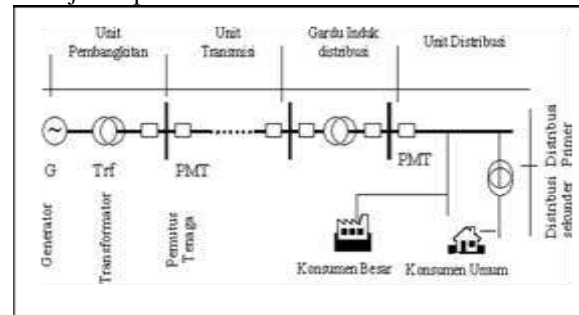 Unit
Pembangkitan
Unit
Transmisi
Gardu Induk
distribusi
Unit Distribusi
G
Trf
PMT
PMT
Generator
Transformator
Pemutus
Tenaga
Distribusi
Primer
Distribusi
sekunder
Konsumen Besar
Konsumen Umum